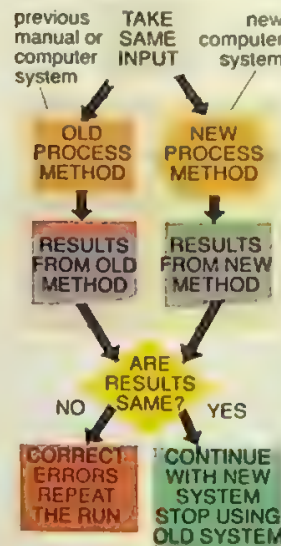 previous
manual or
computer
system
TAKE
SAME
INPUT
new
computer
system
OLD
PROCESS
METHOD
NEW
PROCESS
METHOD
RESULTS
FROM OLD
METHOD
RESULTS
FROM NEW
METHOD
ARE
RESULTS
SAME?
NO
YES
CORRECT
ERRORS
REPEAT
THE RUN
CONTINUE
WITH NEW
SYSTEM
STOP USING
OLD SYSTEM